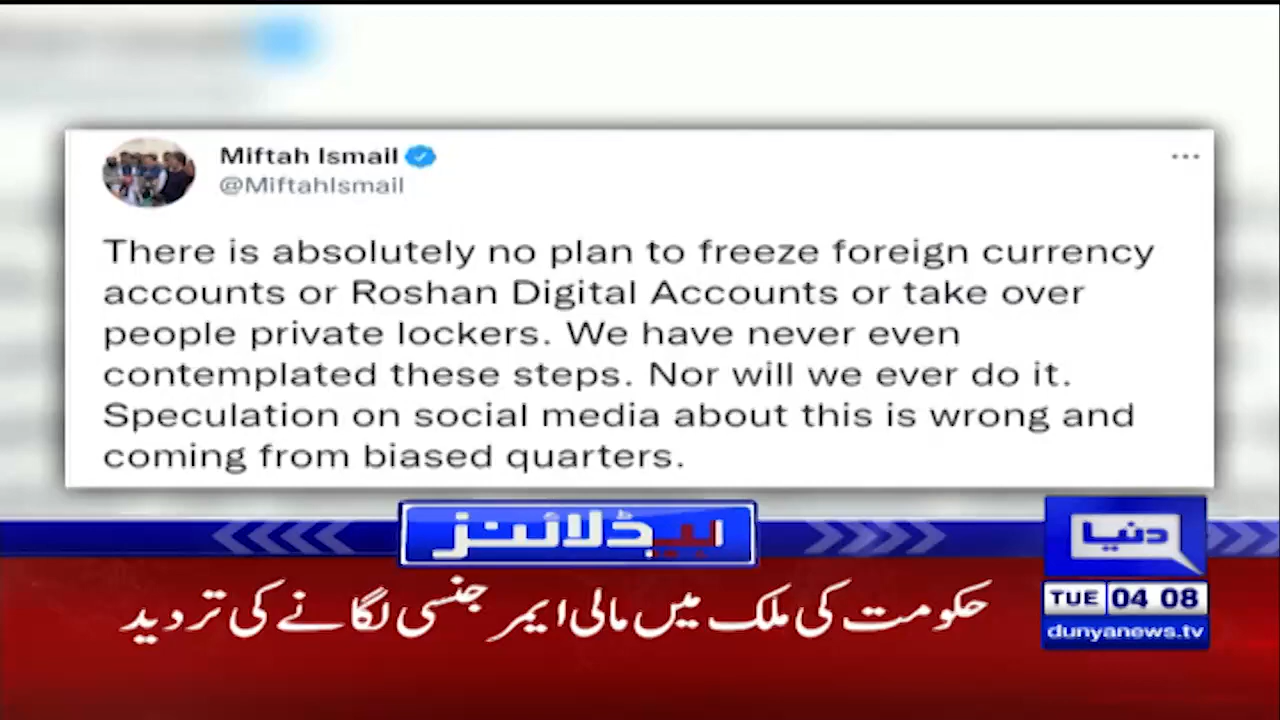 Miftah Ismail
@MiftahIsmail
There is absolutely no plan to freeze foreign currency
accounts or Roshan Digital Accounts or take over
people private lockers. We have never even
contemplated these steps. Nor will we ever do it.
Speculation on social media about this is wrong and
coming from biased quarters.
ہیڈلائنز
دنیا
حکومت کی ملک میں مالی ایمرجنسی لگانے کی تردید
TUE 04 08
dunyanews.tv